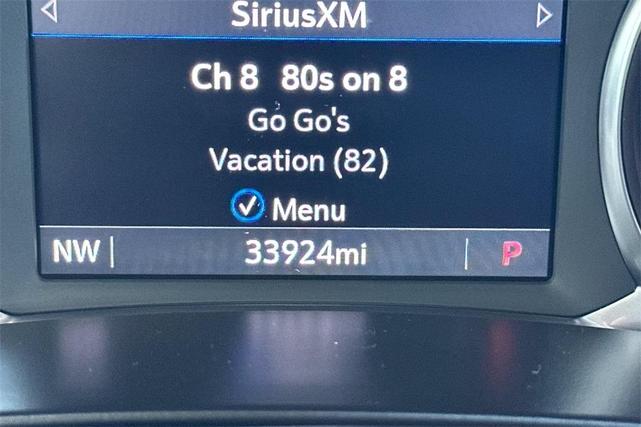 SiriusXM
Ch 8 80s on 8
Go Go's
Vacation (82)
Menu
NW 33924mi P